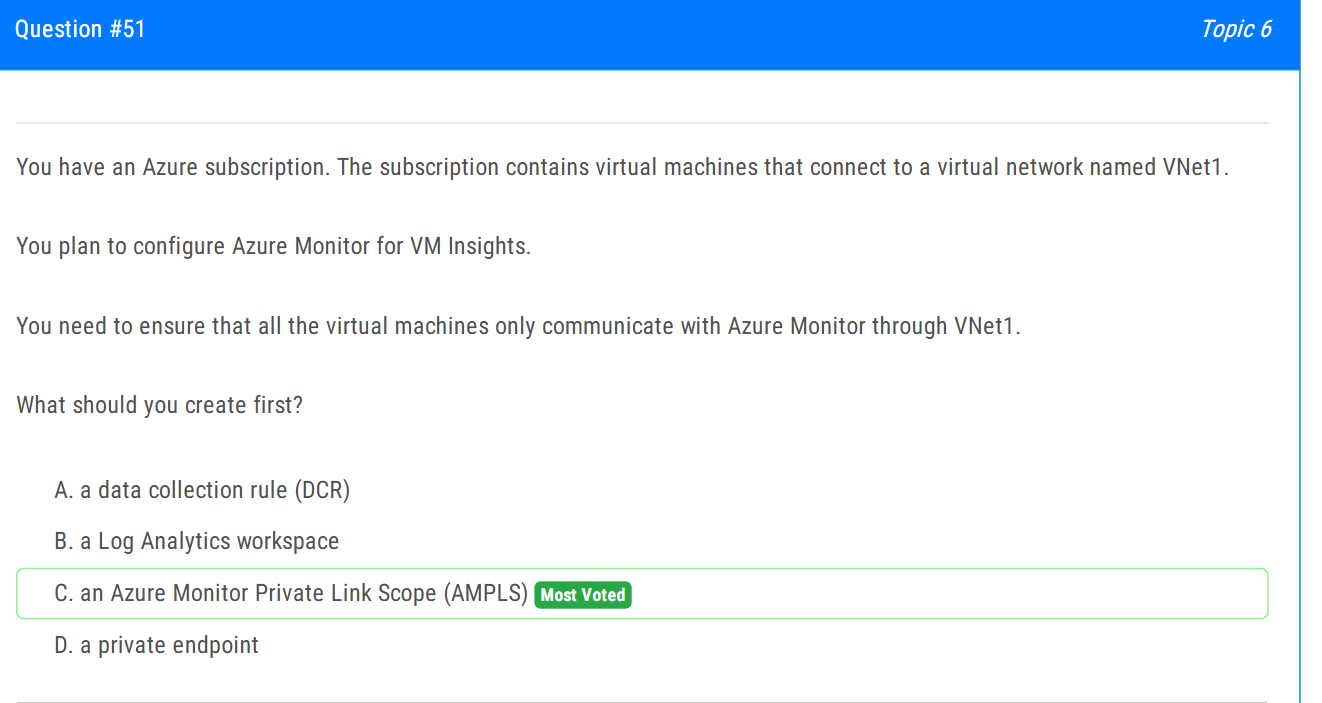 Question #51
Topic 6
You have an Azure subscription. The subscription contains virtual machines that connect to a virtual network named VNet1.
You plan to configure Azure Monitor for VM Insights.
You need to ensure that all the virtual machines only communicate with Azure Monitor through VNet1.
What should you create first?
A. a data collection rule (DCR)
B. a Log Analytics workspace
C. an Azure Monitor Private Link Scope (AMPLS) Most Voted
D. a private endpoint